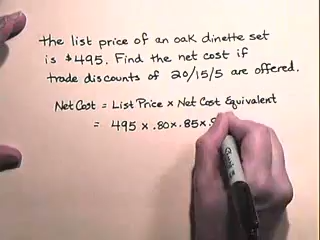 the list price of an oak dinette set
is $495. Find the net cost if
trade discounts of 20/15/5 are offered.
Net Cost = List Price × Net Cost Equivalent
= 495 × .80 × .85 × .9